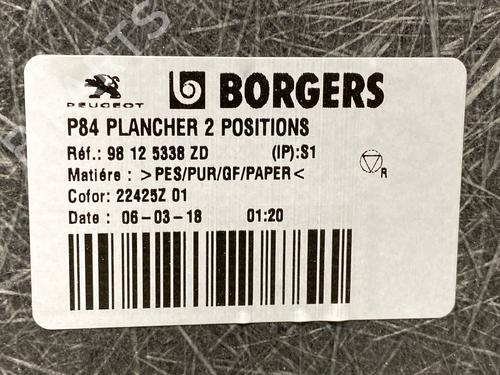 PEUGEOT
BORGERS
P84 PLANCHER 2 POSITIONS
Réf.: 98 12 5338 ZD (IP):S1
Matiére : >PES/PUR/GF/PAPER<
R
Cofor: 22425Z 01
Date : 06-03-18 01:20